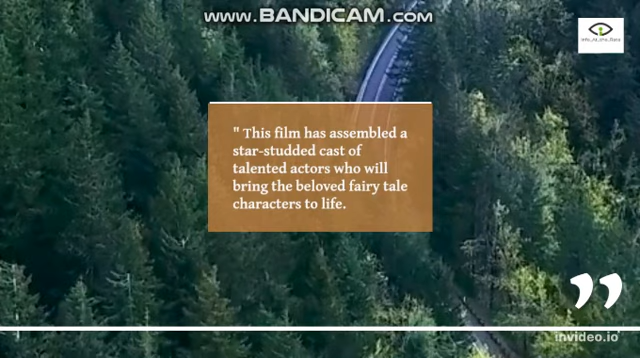 www.BANDICAM.com
" This film has assembled a
star-studded cast of
talented actors who will
bring the beloved fairy tale
characters to life.
”
invideo.io